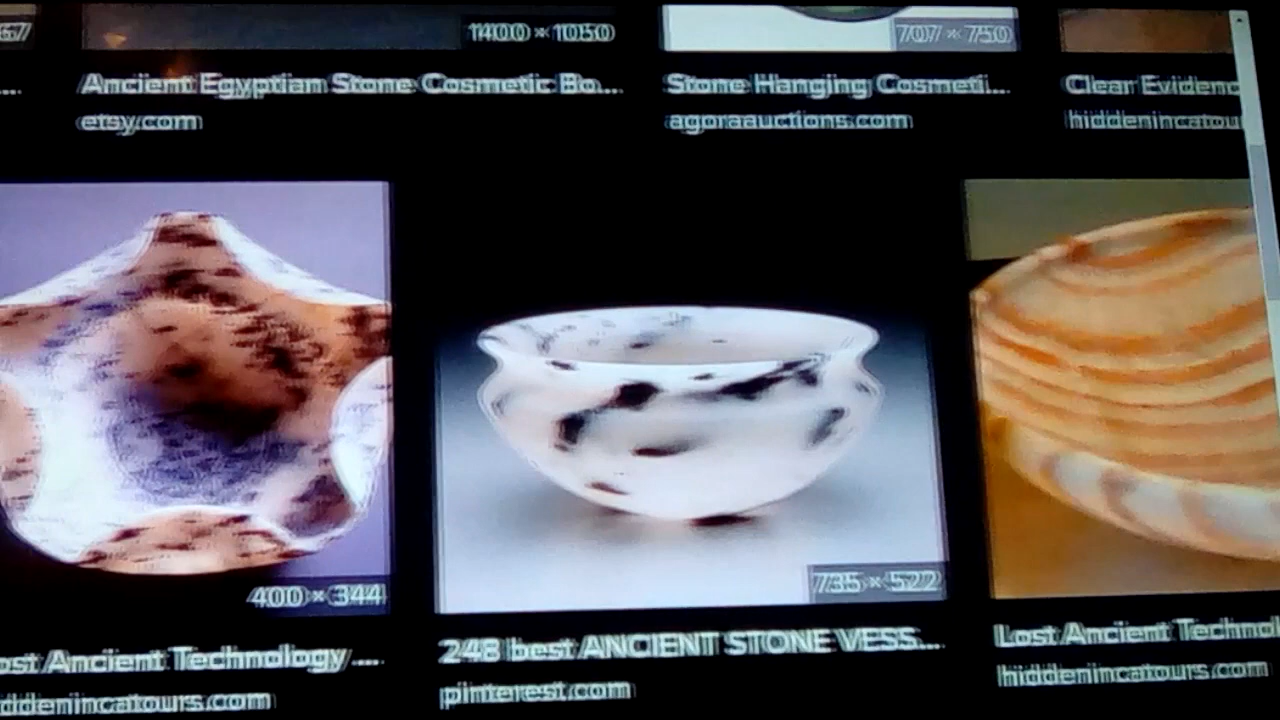 67
1400 × 1050
707 × 750
...
Ancient Egyptian Stone Cosmetic Bo...
Stone Hanging Cosmeti...
Clear Evidenc
etsy.com
agoraauctions.com
hiddenincatou
400 × 344
735 × 522
ost Ancient Technology ....
248 best ANCIENT STONE VESS...
Lost Ancient Technol
ddenincatours.com
pinterest.com
hiddenincatours.com